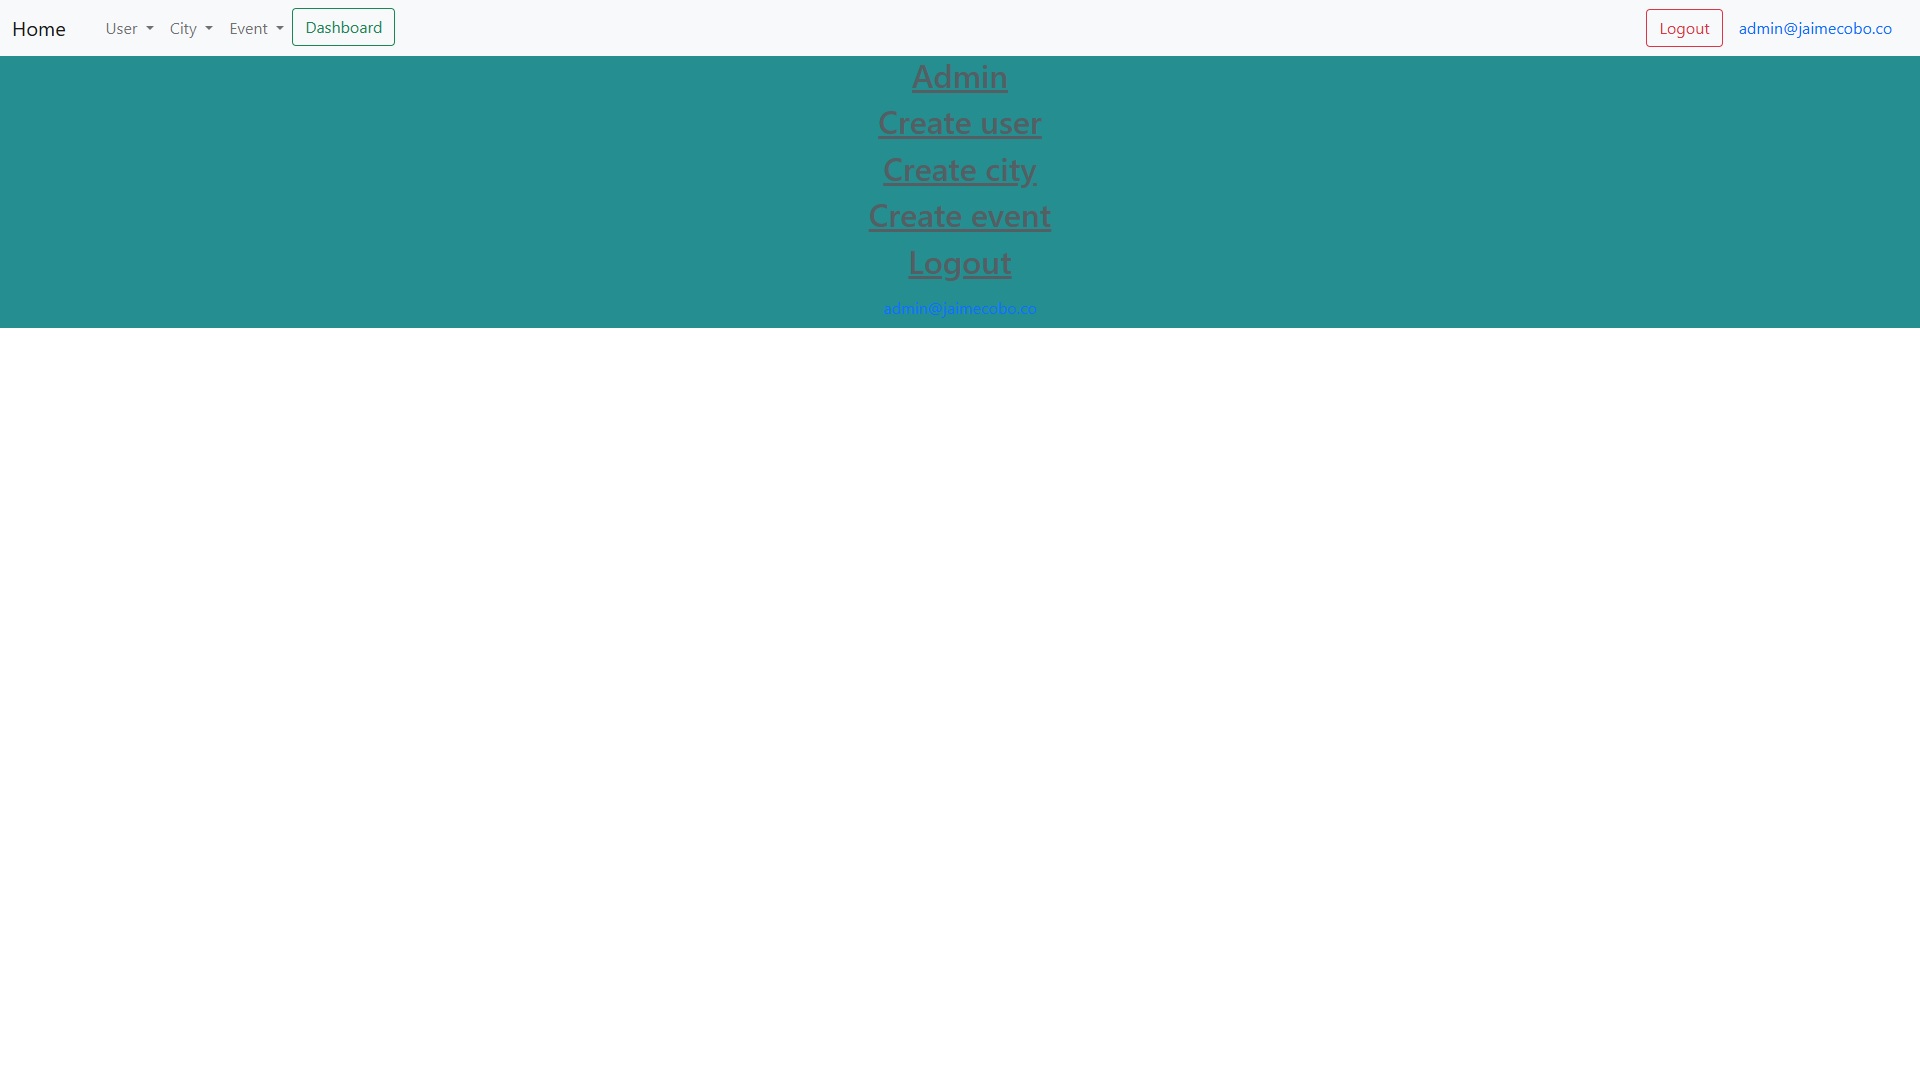 Home User City Event Dashboard Logout admin@jaimecobo.co
Admin
Create user
Create city
Create event
Logout
admin@jaimecobo.co